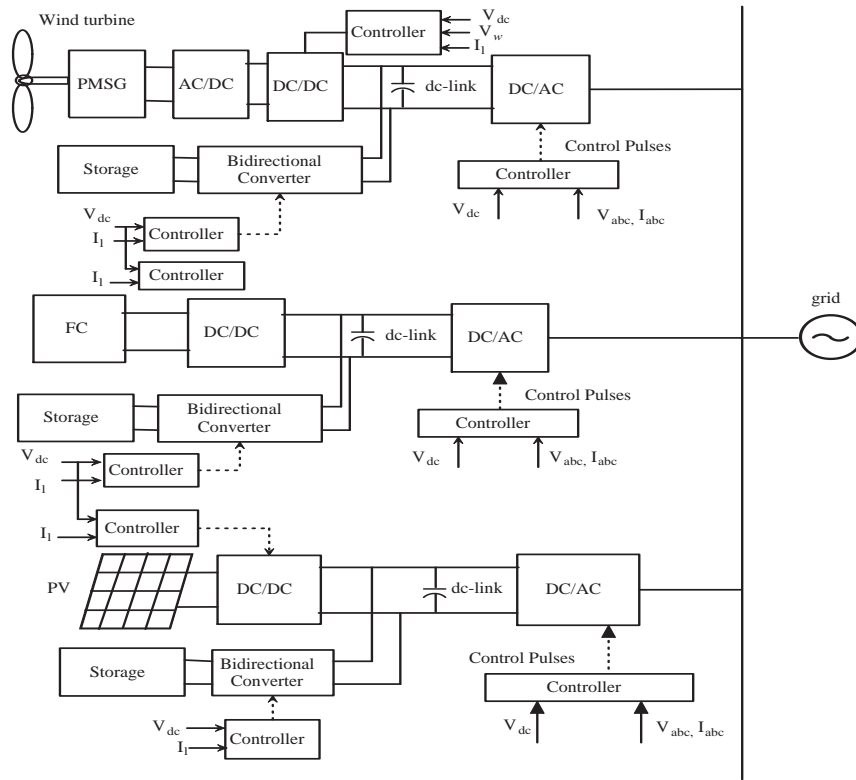 Wind turbine
V_dc
Controller
V_w
I_1
PMSG
AC/DC
DC/DC
dc-link
DC/AC
Storage
Bidirectional
Converter
Control Pulses
Controller
V_dc
V_abc, I_abc
V_dc
I_1
Controller
I_1
Controller
grid
FC
DC/DC
dc-link
DC/AC
Storage
Bidirectional
Converter
Control Pulses
Controller
V_dc
V_abc, I_abc
V_dc
I_1
Controller
I_1
Controller
PV
DC/DC
dc-link
DC/AC
Storage
Bidirectional
Converter
Control Pulses
Controller
V_dc
V_abc, I_abc
V_dc
I_1
Controller